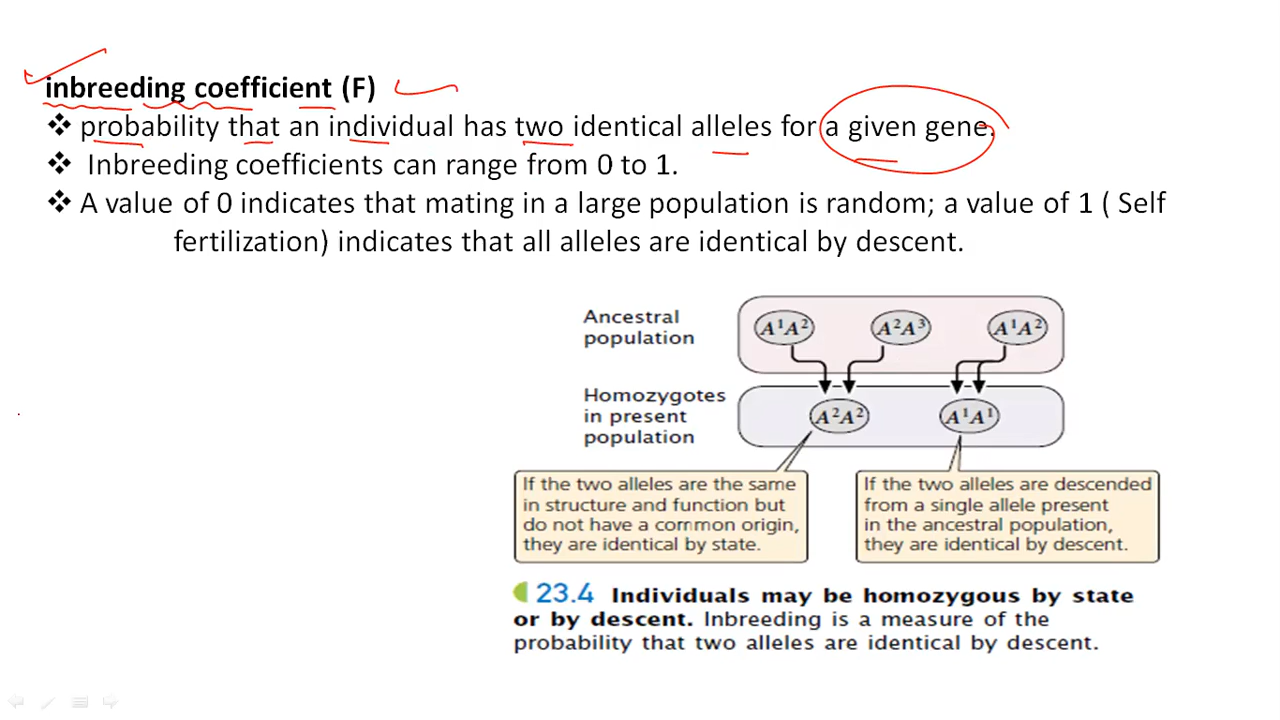 inbreeding coefficient (F)
❖ probability that an individual has two identical alleles for a given gene.
❖ Inbreeding coefficients can range from 0 to 1.
❖ A value of 0 indicates that mating in a large population is random; a value of 1 ( Self
fertilization) indicates that all alleles are identical by descent.
Ancestral
population
A¹A² A²A³ A¹A²
Homozygotes
in present
population
A²A² A¹A¹
If the two alleles are the same
in structure and function but
do not have a common origin,
they are identical by state.
If the two alleles are descended
from a single allele present
in the ancestral population,
they are identical by descent.
23.4 Individuals may be homozygous by state
or by descent. Inbreeding is a measure of the
probability that two alleles are identical by descent.